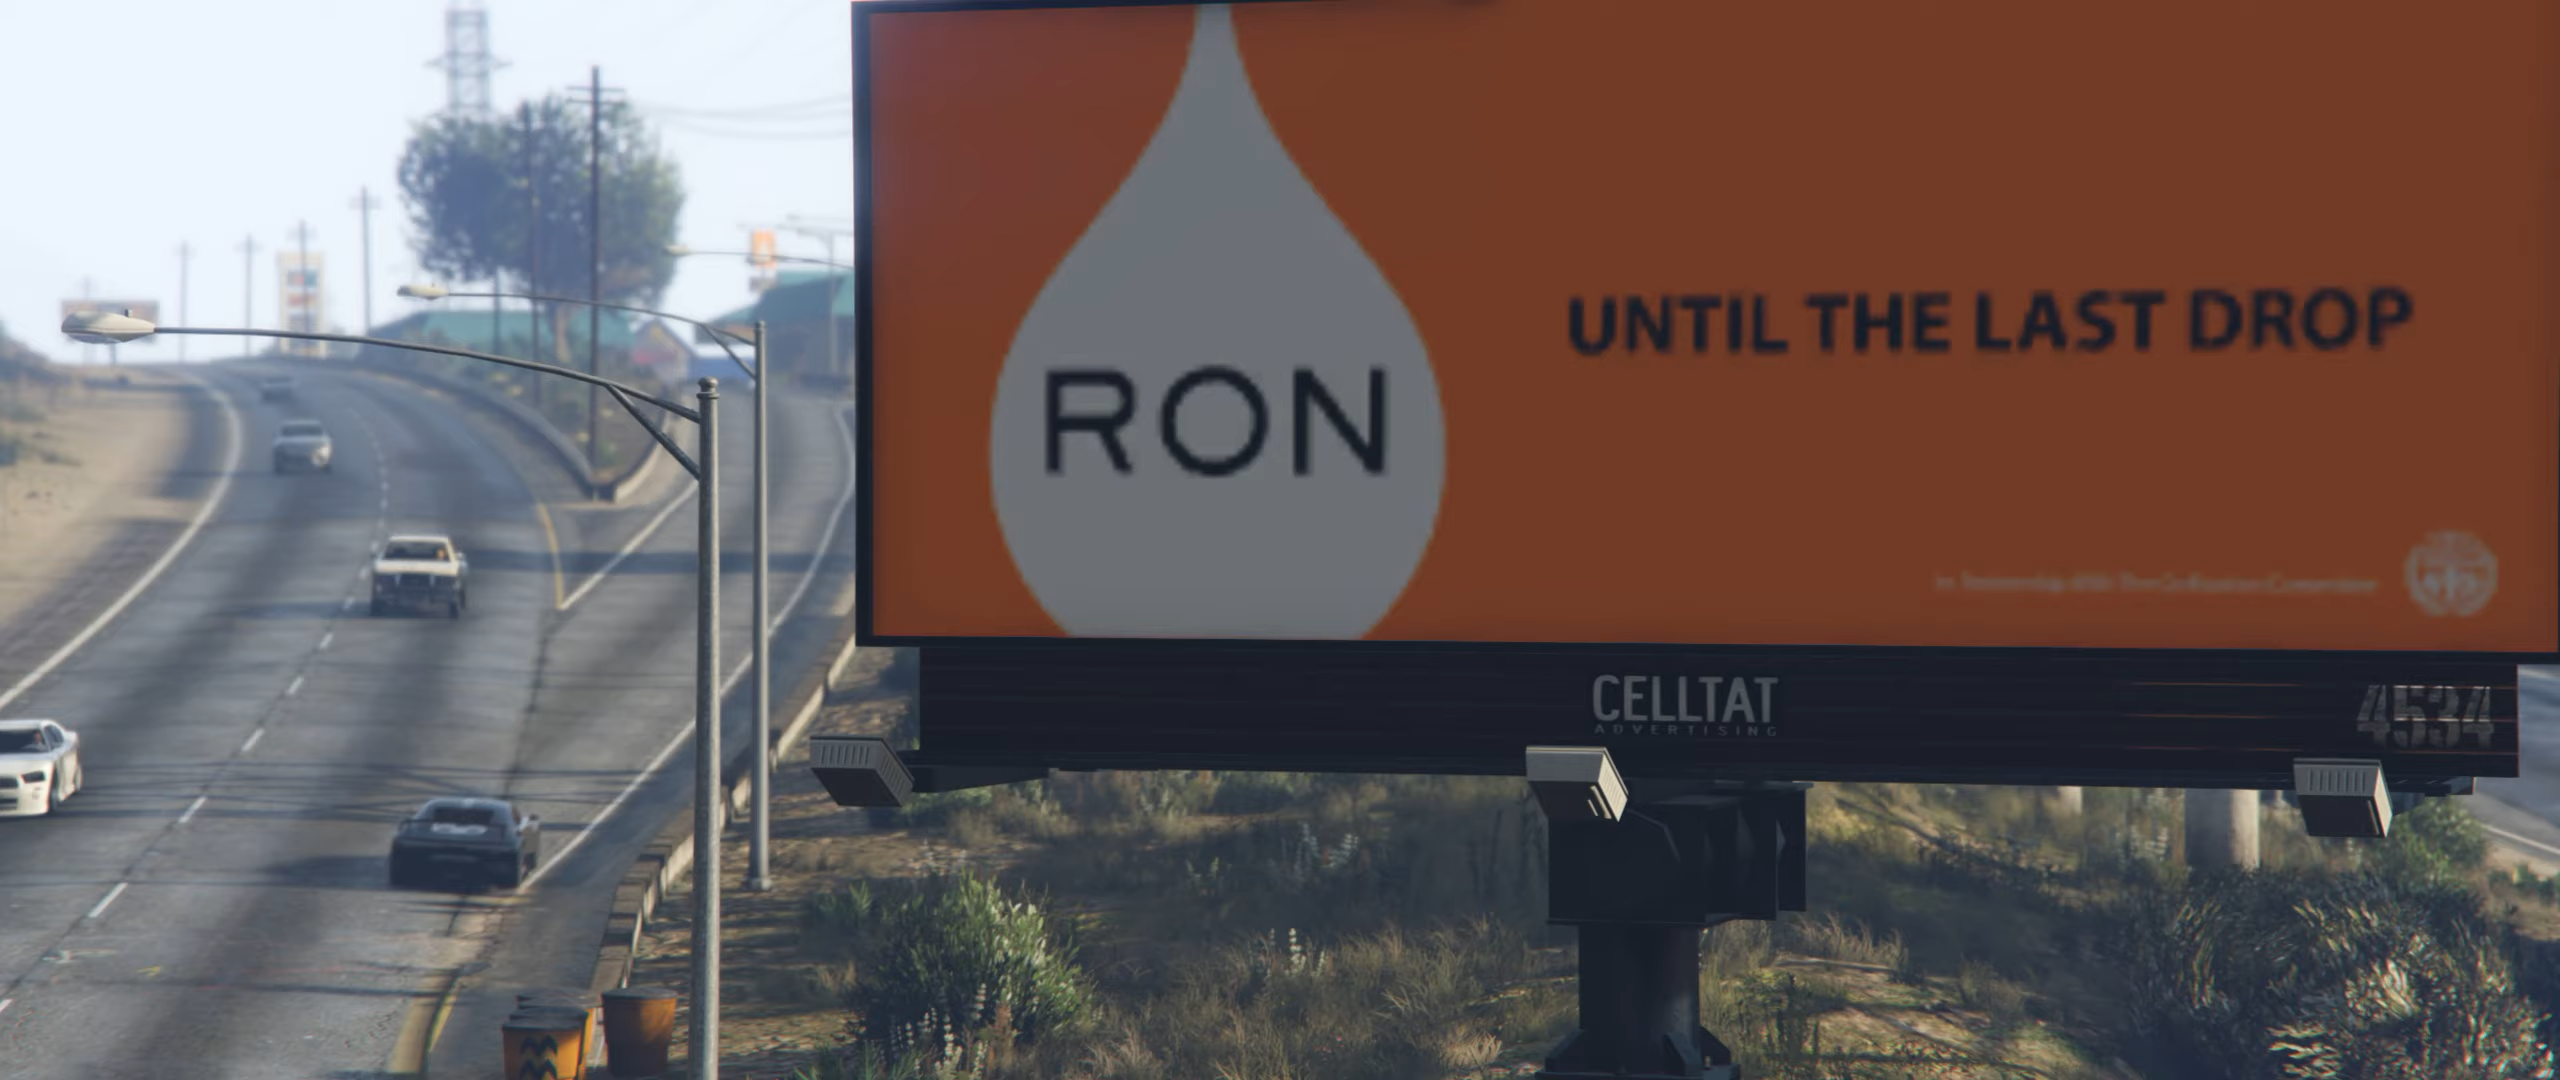 RON
UNTIL THE LAST DROP
CELLTAT
ADVERTISING
4534